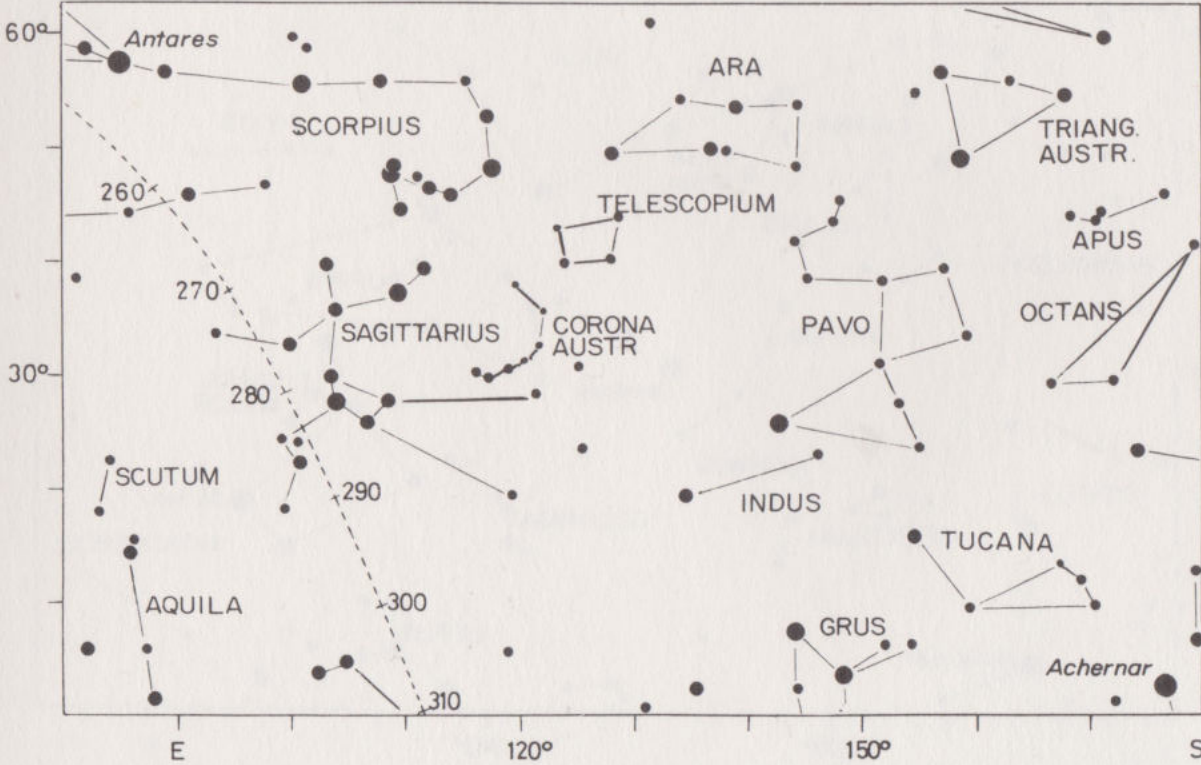 60°
Antares
ARA
SCORPIUS
TRIANG.
AUSTR.
260
TELESCOPIUM
APUS
270
SAGITTARIUS
CORONA
AUSTR
PAVO
OCTANS
30°
280
SCUTUM
290
INDUS
TUCANA
AQUILA
300
GRUS
Achernar
310
E
120°
150°
S